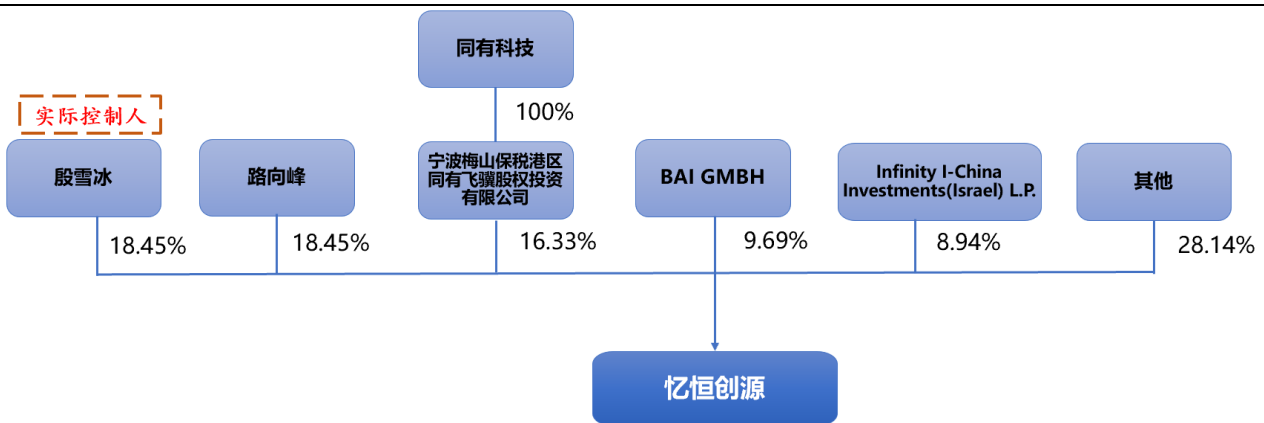 同有科技
100%
实际控制人
殷雪冰
路向峰
宁波梅山保税港区
同有飞骥股权投资
有限公司
BAI GMBH
Infinity I-China
Investments(Israel) L.P.
其他
18.45%
18.45%
16.33%
9.69%
8.94%
28.14%
忆恒创源